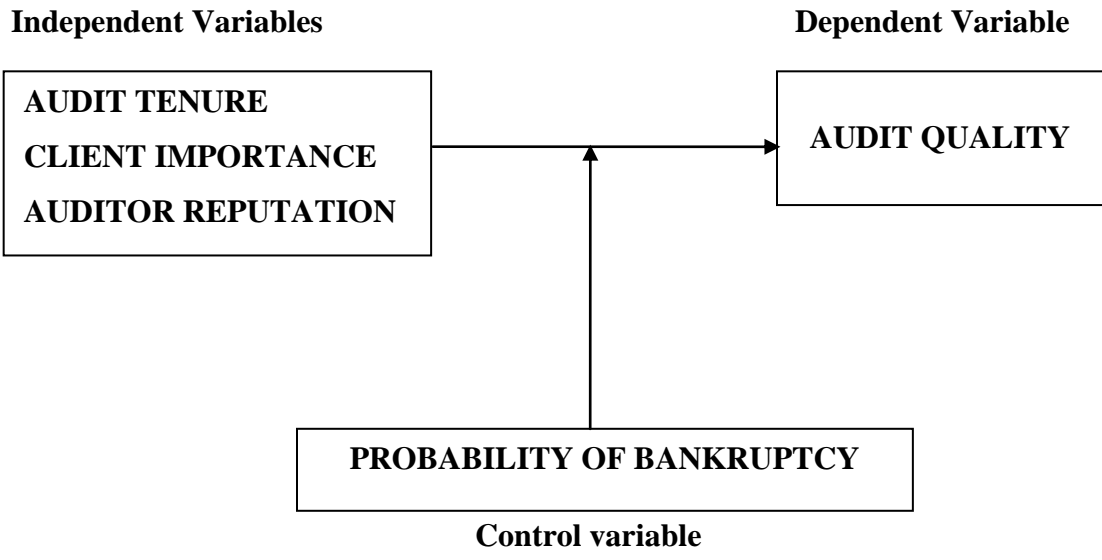 Independent Variables
Dependent Variable
AUDIT TENURE
CLIENT IMPORTANCE
AUDITOR REPUTATION
AUDIT QUALITY
PROBABILITY OF BANKRUPTCY
Control variable